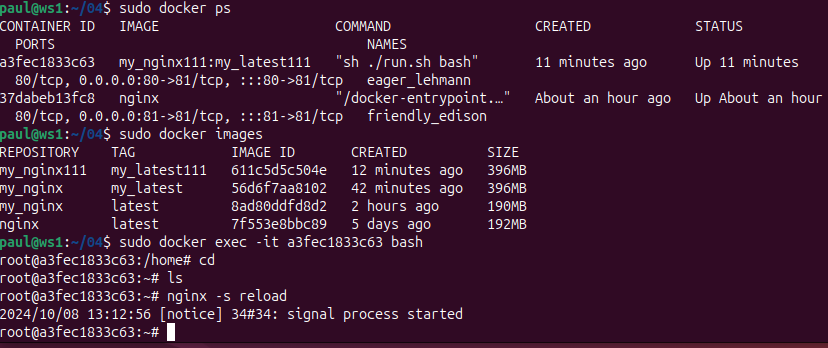 paul@ws1:~/04$ sudo docker ps
CONTAINER ID   IMAGE                     COMMAND                  CREATED             STATUS
  PORTS                                      NAMES
a3fec1833c63   my_nginx111:my_latest111   "sh ./run.sh bash"       11 minutes ago      Up 11 minutes
  80/tcp, 0.0.0.0:80->81/tcp, :::80->81/tcp   eager_lehmann
37dabeb13fc8   nginx                      "/docker-entrypoint.…"   About an hour ago   Up About an hour
  80/tcp, 0.0.0.0:81->81/tcp, :::81->81/tcp   friendly_edison
paul@ws1:~/04$ sudo docker images
REPOSITORY    TAG            IMAGE ID       CREATED          SIZE
my_nginx111   my_latest111   611c5d5c504e   12 minutes ago   396MB
my_nginx      my_latest      56d6f7aa8102   42 minutes ago   396MB
my_nginx      latest         8ad80ddfd8d2   2 hours ago      190MB
nginx         latest         7f553e8bbc89   5 days ago       192MB
paul@ws1:~/04$ sudo docker exec -it a3fec1833c63 bash
root@a3fec1833c63:/home# cd
root@a3fec1833c63:~# ls
root@a3fec1833c63:~# nginx -s reload
2024/10/08 13:12:56 [notice] 34#34: signal process started
root@a3fec1833c63:~#